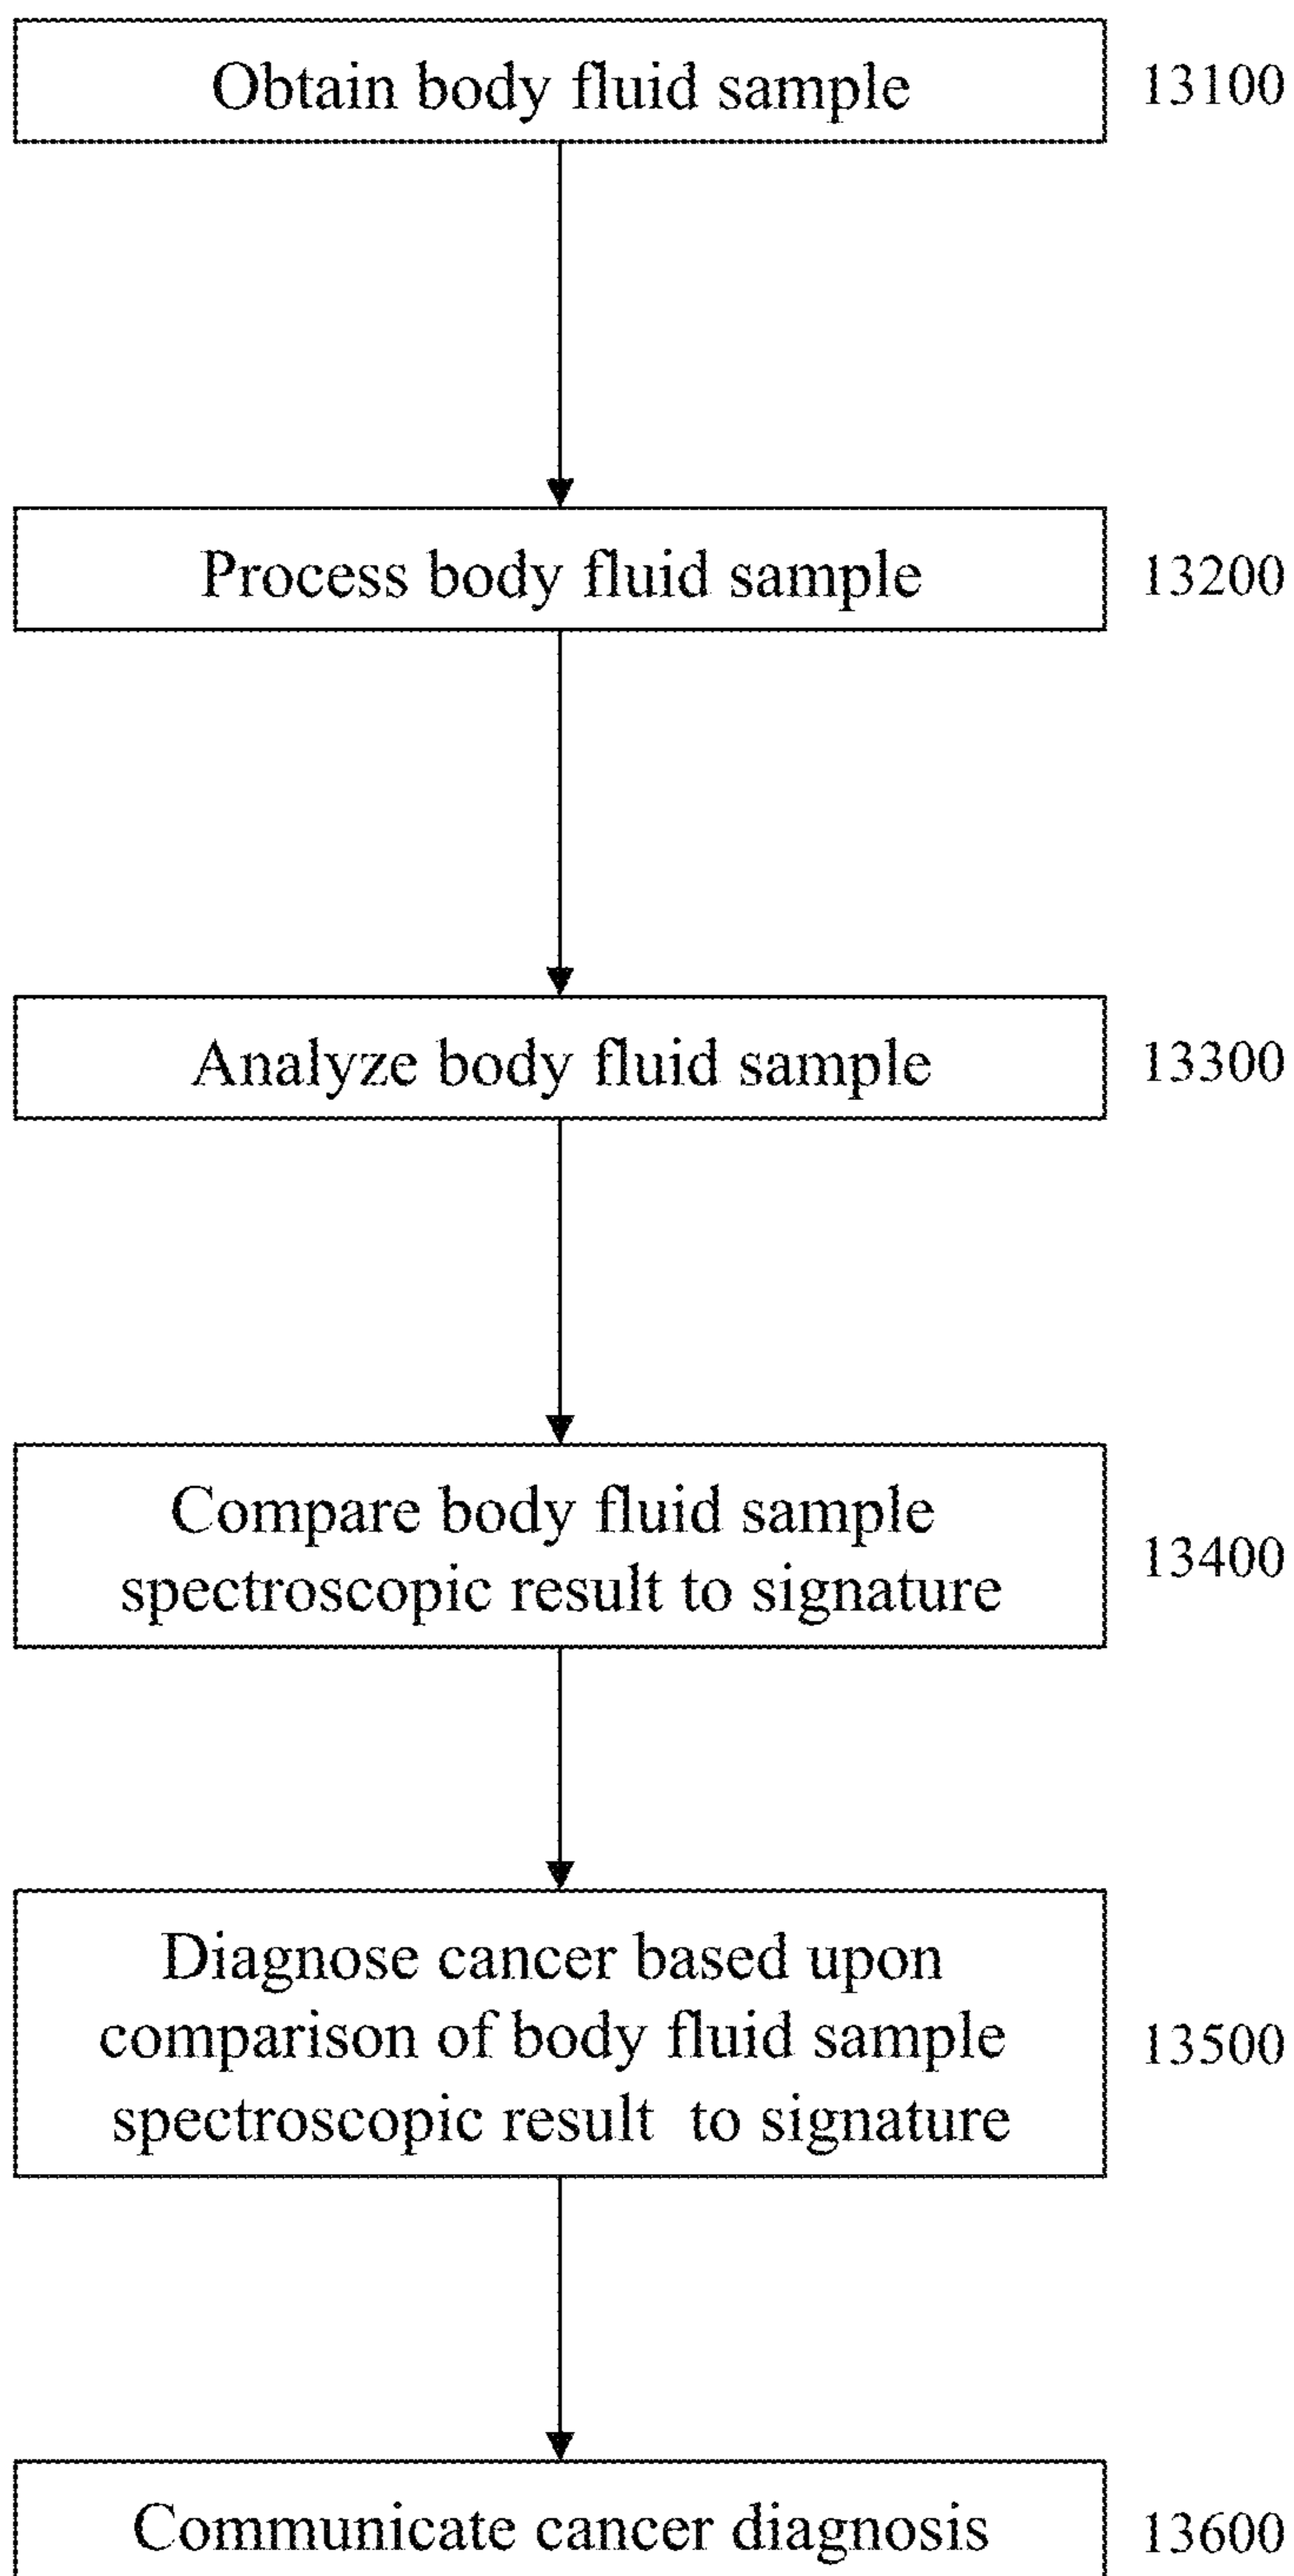 Obtain body fluid sample 13100
Process body fluid sample 13200
Analyze body fluid sample 13300
Compare body fluid sample
spectroscopic result to signature
13400
Diagnose cancer based upon
comparison of body fluid sample
spectroscopic result to signature
13500
Communicate cancer diagnosis 13600